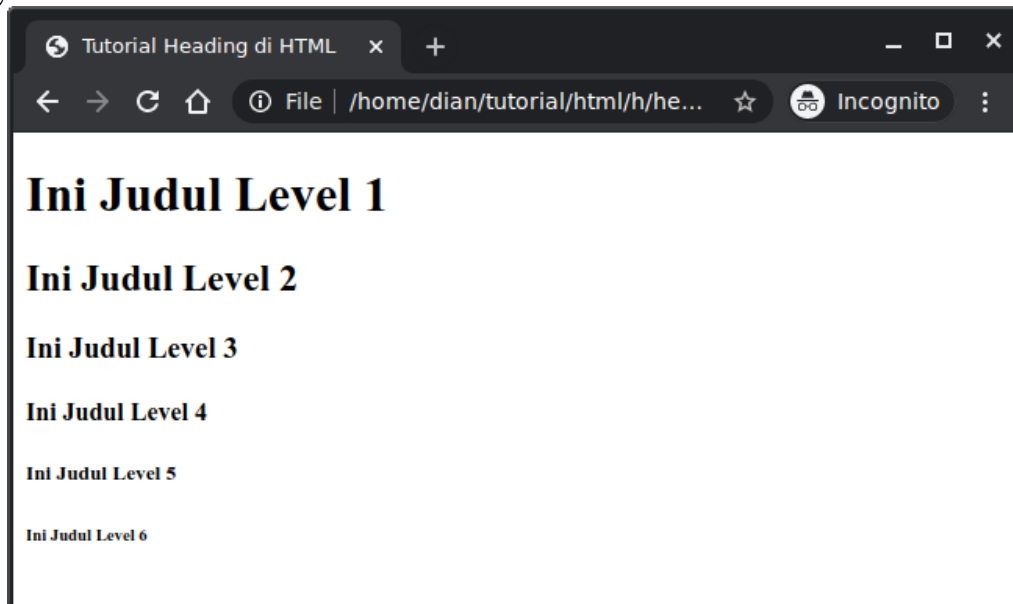 Tutorial Heading di HTML
File | /home/dian/tutorial/html/h/he... Incognito
Ini Judul Level 1
Ini Judul Level 2
Ini Judul Level 3
Ini Judul Level 4
Ini Judul Level 5
Ini Judul Level 6